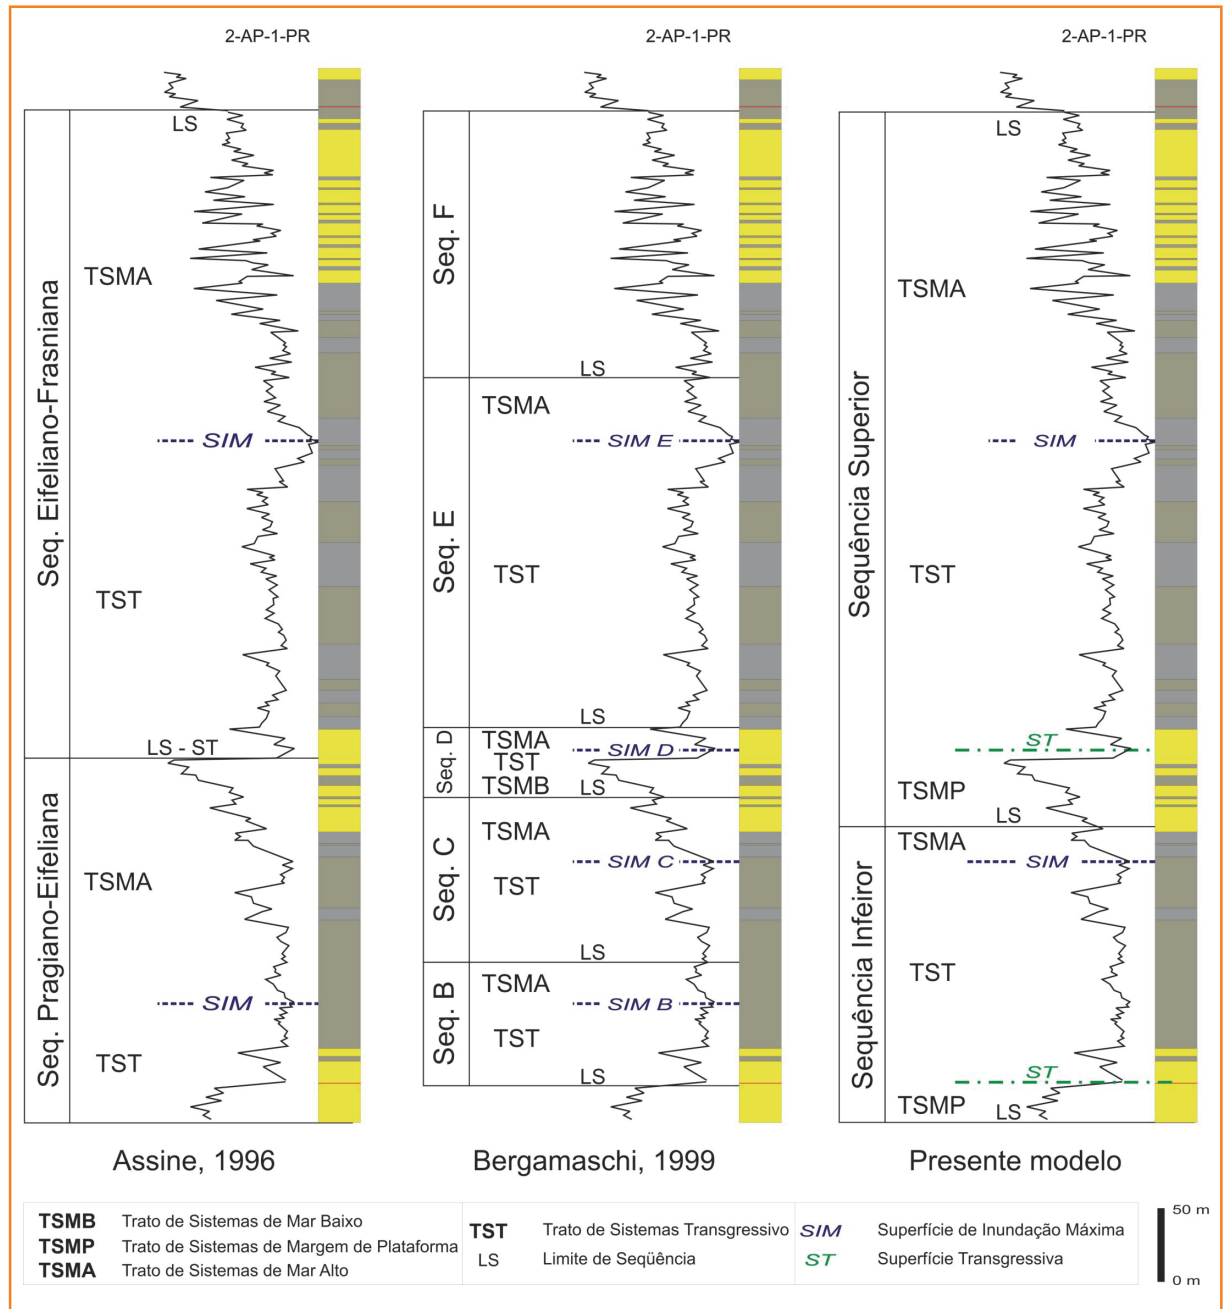 2-AP-1-PR
LS
TSMA
SIM
TST
LS - ST
TSMA
SIM
TST
Seq. Eifeliano-Frasniana
Seq. Pragiano-Eifeliana
Assine, 1996
2-AP-1-PR
Seq. F
LS
TSMA
SIM E
Seq. E
TST
LS
Seq. D
TSMA
SIM D
TST
TSMB
LS
Seq. C
TSMA
SIM C
TST
LS
Seq. B
TSMA
SIM B
TST
LS
Bergamaschi, 1999
2-AP-1-PR
LS
TSMA
SIM
Sequência Superior
TST
ST
TSMP
LS
TSMA
SIM
Sequência Infeiror
TST
ST
TSMP
LS
Presente modelo
TSMB Trato de Sistemas de Mar Baixo
TSMP Trato de Sistemas de Margem de Plataforma
TSMA Trato de Sistemas de Mar Alto
TST Trato de Sistemas Transgressivo
LS Limite de Seqüência
SIM Superfície de Inundação Máxima
ST Superfície Transgressiva
50 m
0 m